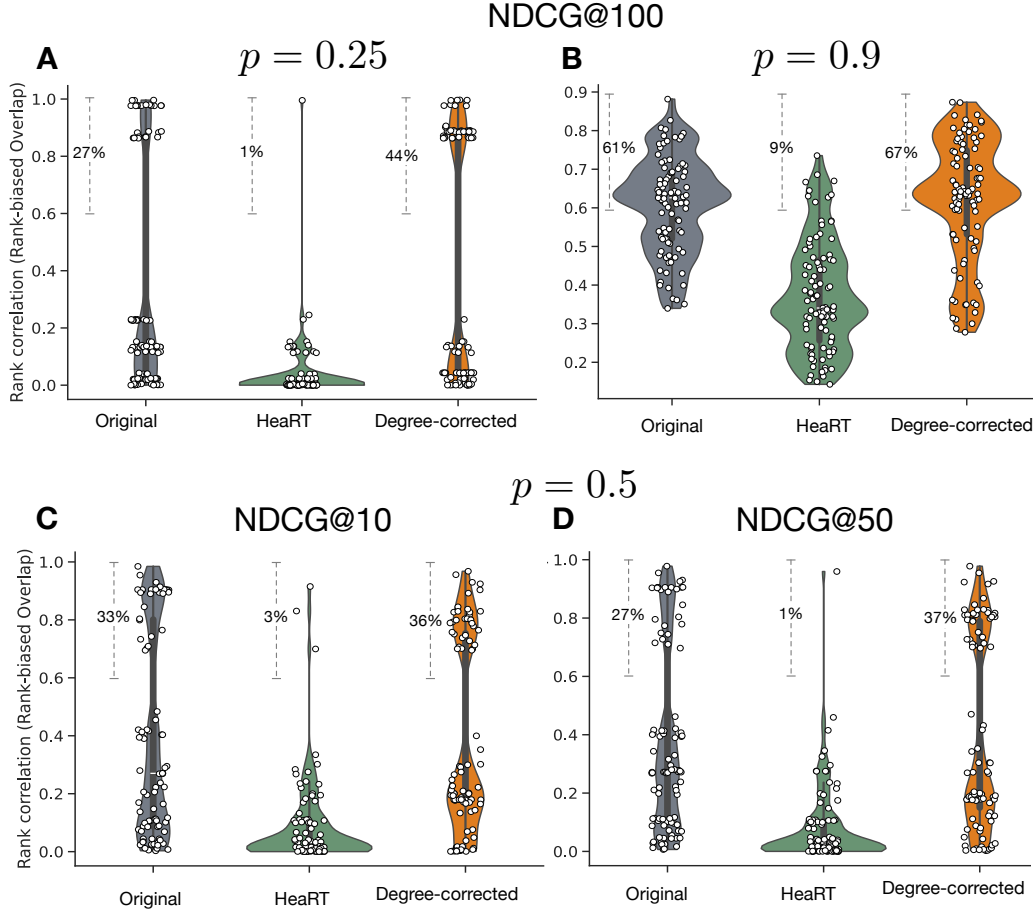 NDCG@100
A
p = 0.25
B
p = 0.9
Rank correlation (Rank-biased Overlap)
1.0
0.8
0.6
0.4
0.2
0.0
27%
1%
44%
Original
HeaRT
Degree-corrected
0.9
0.8
0.7
0.6
0.5
0.4
0.3
0.2
61%
9%
67%
Original
HeaRT
Degree-corrected
p = 0.5
C
NDCG@10
D
NDCG@50
Rank correlation (Rank-biased Overlap)
1.0
0.8
0.6
0.4
0.2
0.0
33%
3%
36%
Original
HeaRT
Degree-corrected
1.0
0.8
0.6
0.4
0.2
0.0
27%
1%
37%
Original
HeaRT
Degree-corrected